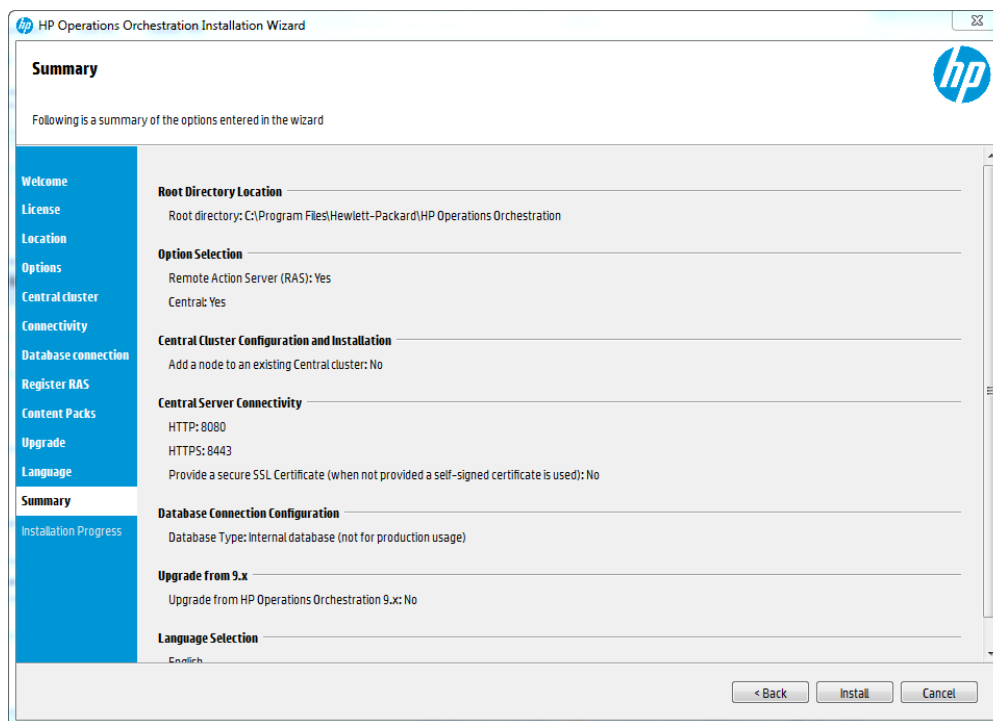 HP Operations Orchestration Installation Wizard
Summary
hp
Following is a summary of the options entered in the wizard
Welcome
License
Location
Options
Central cluster
Connectivity
Database connection
Register RAS
Content Packs
Upgrade
Language
Summary
Installation Progress
Root Directory Location
Root directory: C:\Program Files\Hewlett-Packard\HP Operations Orchestration
Option Selection
Remote Action Server (RAS): Yes
Central: Yes
Central Cluster Configuration and Installation
Add a node to an existing Central cluster: No
Central Server Connectivity
HTTP: 8080
HTTPS: 8443
Provide a secure SSL Certificate (when not provided a self-signed certificate is used): No
Database Connection Configuration
Database Type: Internal database (not for production usage)
Upgrade from 9.x
Upgrade from HP Operations Orchestration 9.x: No
Language Selection
English
< Back
Install
Cancel